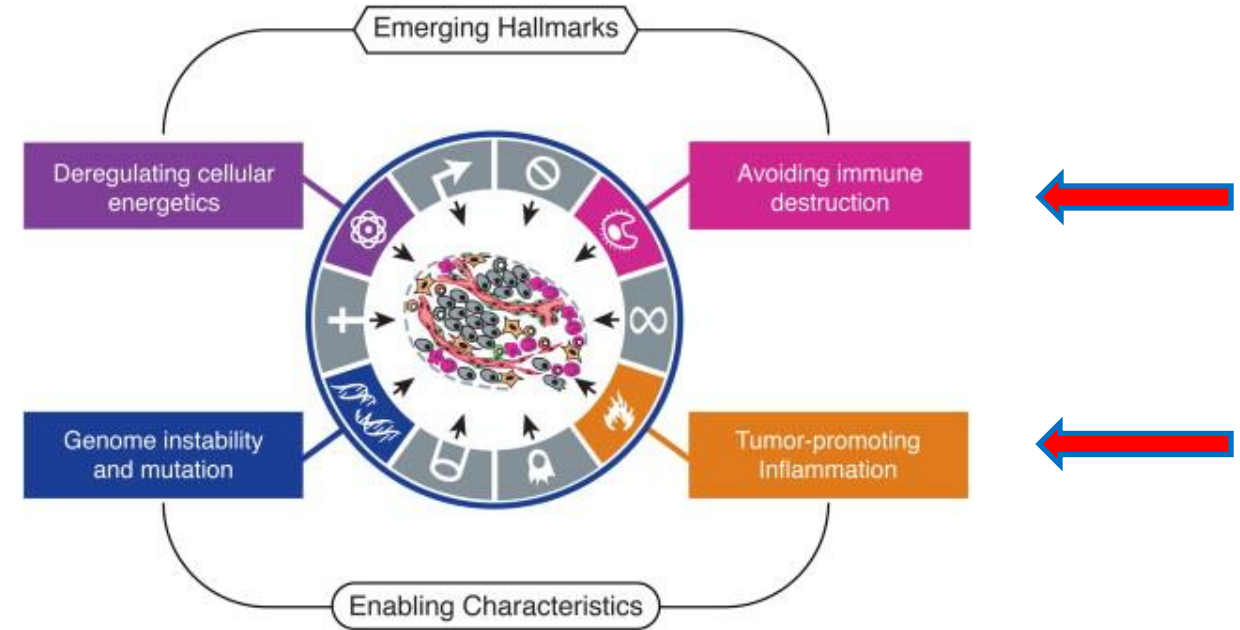 Emerging Hallmarks
Deregulating cellular
energetics
Avoiding immune
destruction
Genome instability
and mutation
Tumor-promoting
Inflammation
Enabling Characteristics